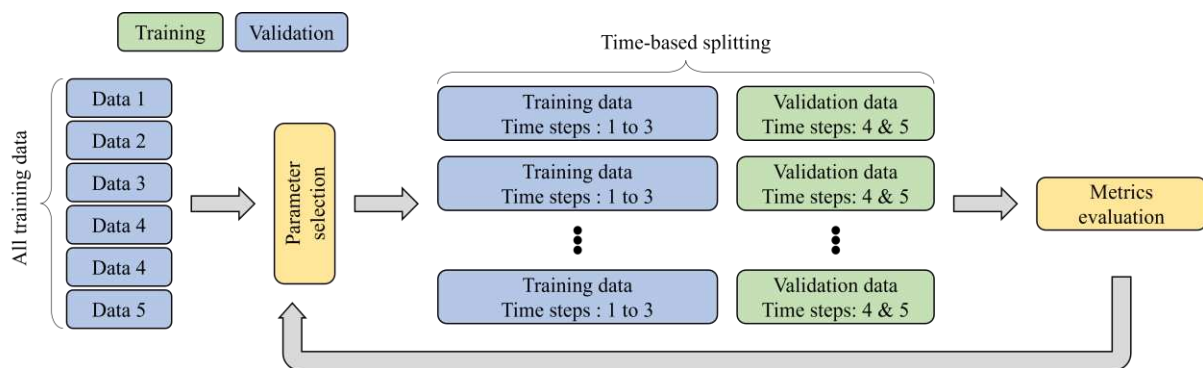 Training
Validation
Time-based splitting
All training data
Data 1
Data 2
Data 3
Data 4
Data 4
Data 5
Parameter
selection
Training data
Time steps : 1 to 3
Validation data
Time steps: 4 & 5
Training data
Time steps : 1 to 3
Validation data
Time steps: 4 & 5
Training data
Time steps : 1 to 3
Validation data
Time steps: 4 & 5
Metrics
evaluation